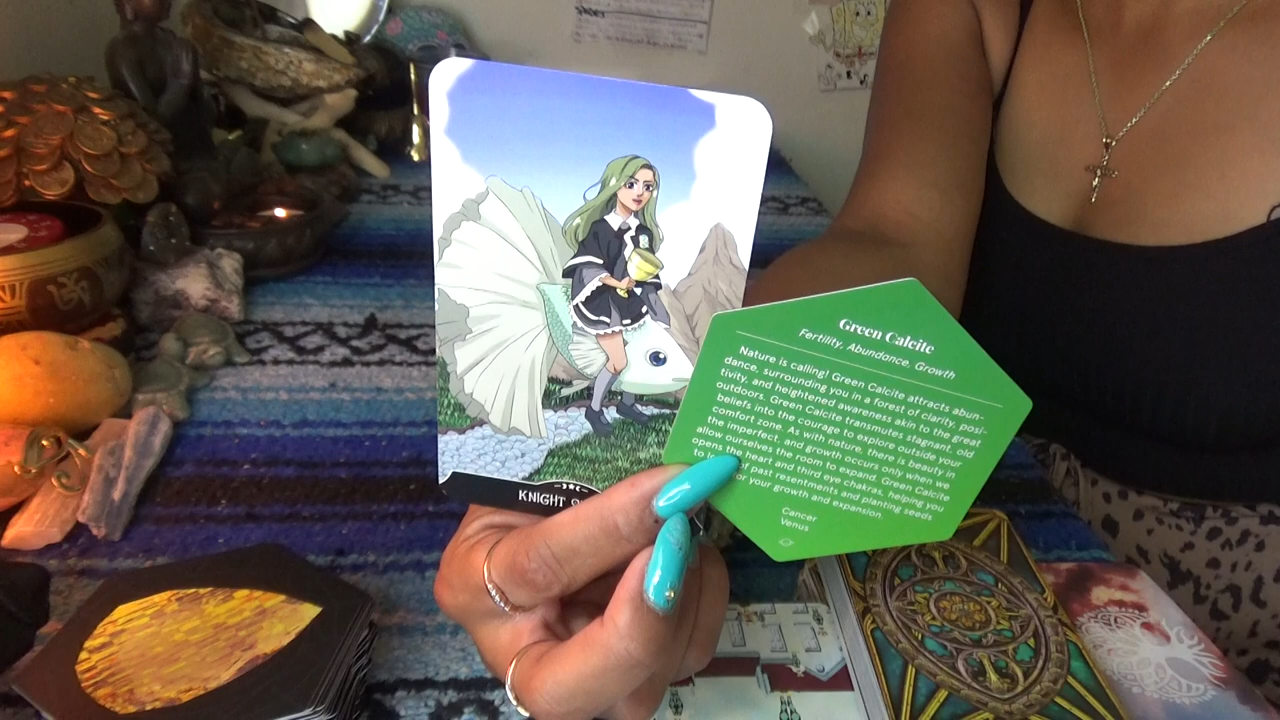 KNIGHT
Green Calcite
Fertility, Abundance, Growth
Nature is calling! Green Calcite attracts abun-
dance, surrounding you in a forest of clarity, posi-
tivity, and heightened awareness akin to the great
outdoors. Green Calcite transmutes stagnant, old
beliefs into the courage to explore outside your
comfort zone. As with nature, there is beauty in
the imperfect, and growth occurs only when we
allow ourselves the room to expand. Green Calcite
opens the heart and third eye chakras, helping you
to of past resentments and planting seeds
for your growth and expansion.
Cancer
Venus